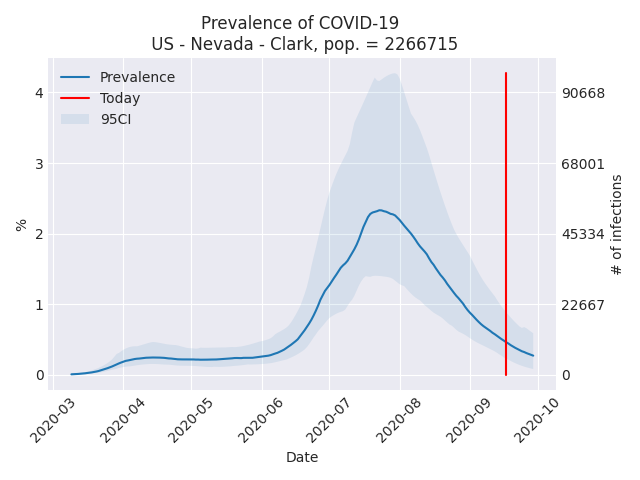 Prevalence of COVID-19
US - Nevada - Clark, pop. = 2266715
Prevalence
Today
95CI
4
3
2
1
0
%
90668
68001
45334
22667
0
# of infections
2020-03
2020-04
2020-05
2020-06
2020-07
2020-08
2020-09
2020-10
Date